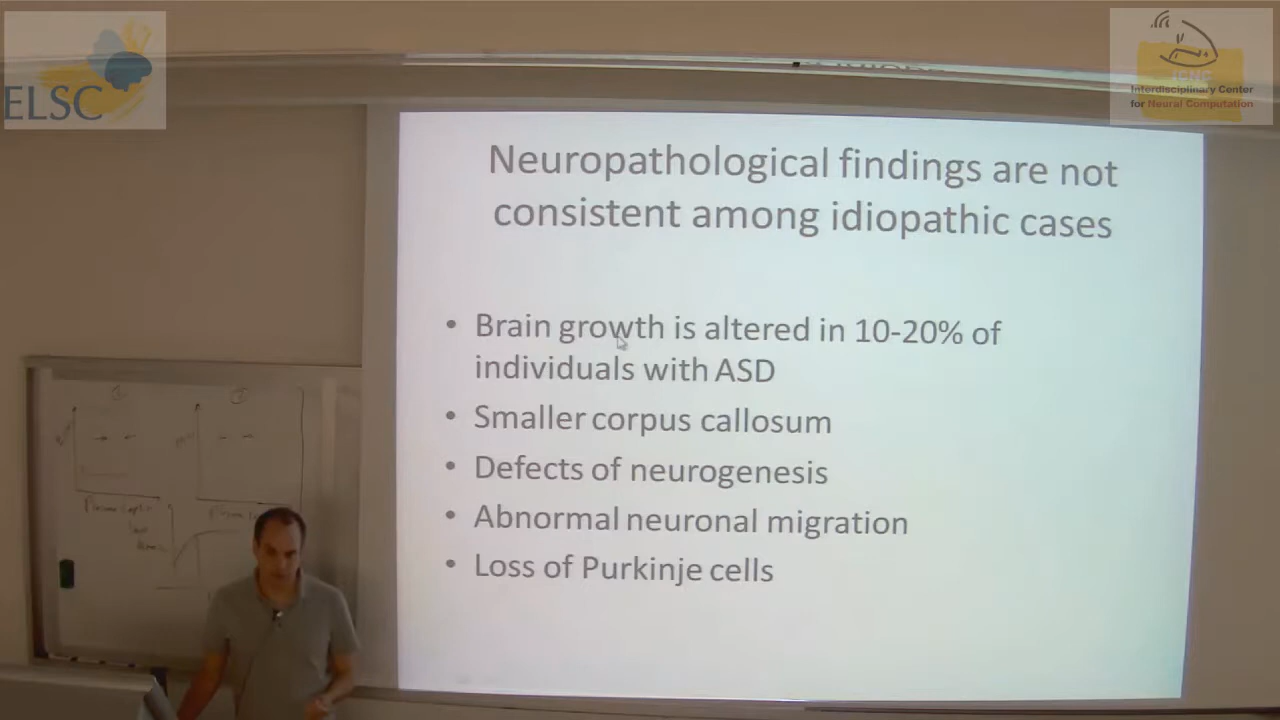 ELSC
ICNC
Interdisciplinary Center
for Neural Computation
Neuropathological findings are not
consistent among idiopathic cases
• Brain growth is altered in 10-20% of
individuals with ASD
• Smaller corpus callosum
• Defects of neurogenesis
• Abnormal neuronal migration
• Loss of Purkinje cells